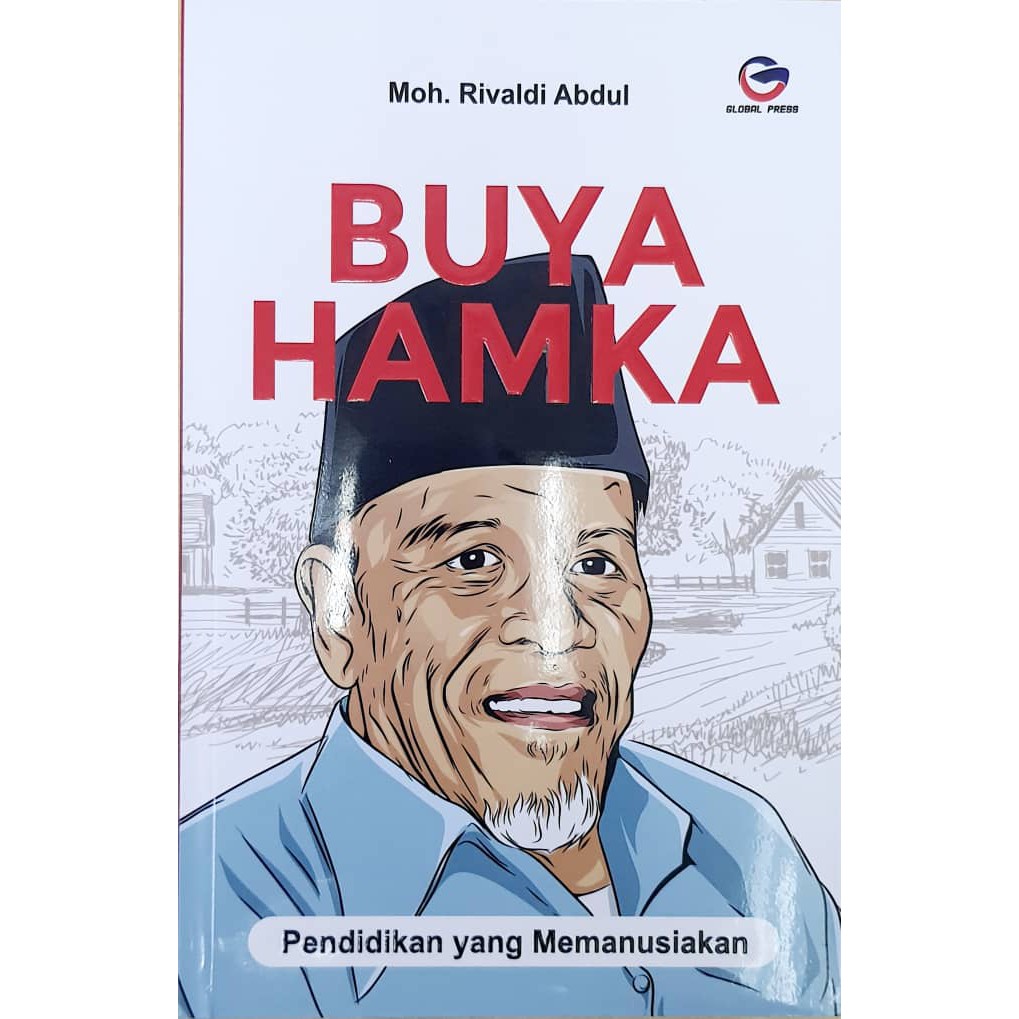 Moh. Rivaldi Abdul
GLOBAL PRESS
BUYA
HAMKA
Pendidikan yang Memanusiakan